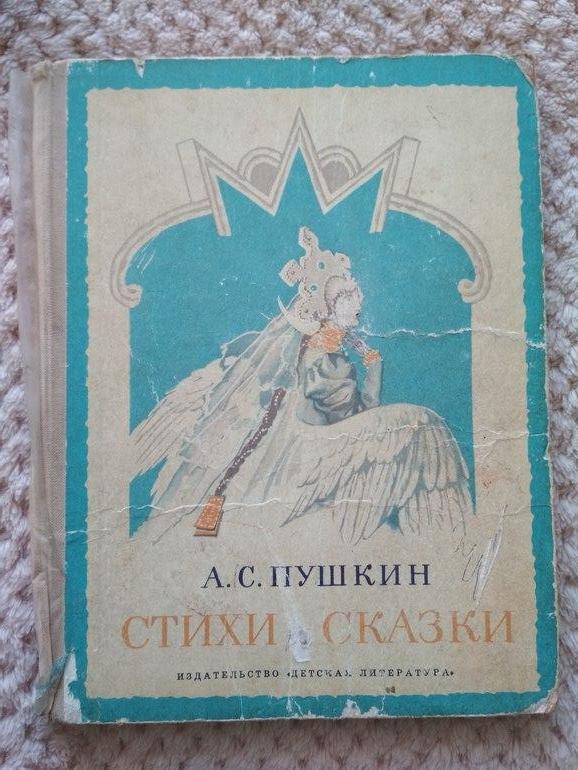 А.С. ПУШКИН
СТИХИ СКАЗКИ
ИЗДАТЕЛЬСТВО «ДЕТСКАЯ ЛИТЕРАТУРА»